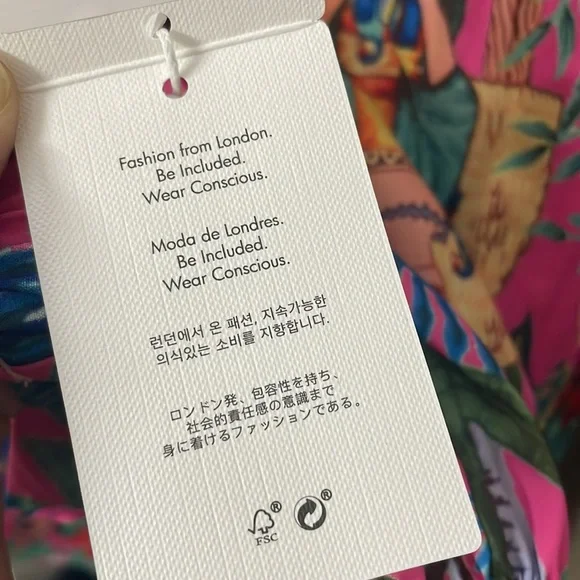 Fashion from London.
Be Included.
Wear Conscious.
Moda de Londres.
Be Included.
Wear Conscious.
런던에서 온 패션, 지속가능한
의식있는 소비를 지향합니다.
ロンドン発、包容性を持ち、
社会的責任感の意識まで
身に着けるファッションである。
®
®
FSC